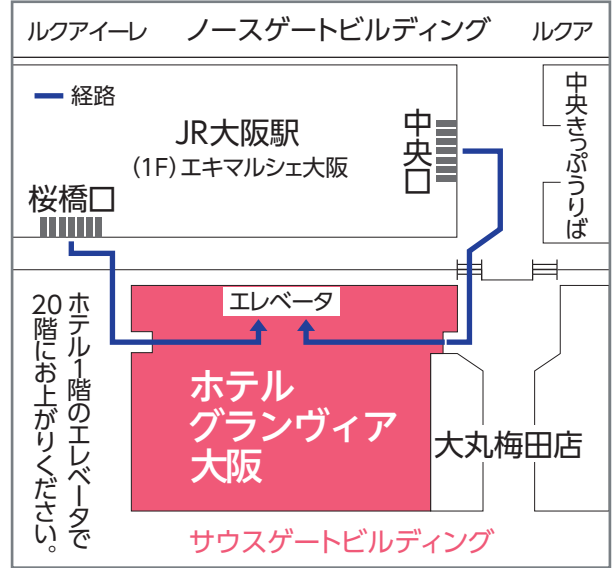 ルクアイーレ
ノースゲートビルディング
ルクア
経路
JR大阪駅
(1F)エキマルシェ大阪
中央口
中央きっぷうりば
桜橋口
エレベータ
ホテル1階のエレベータで
20階にお上がりください。
ホテル
グランヴィア
大阪
大丸梅田店
サウスゲートビルディング